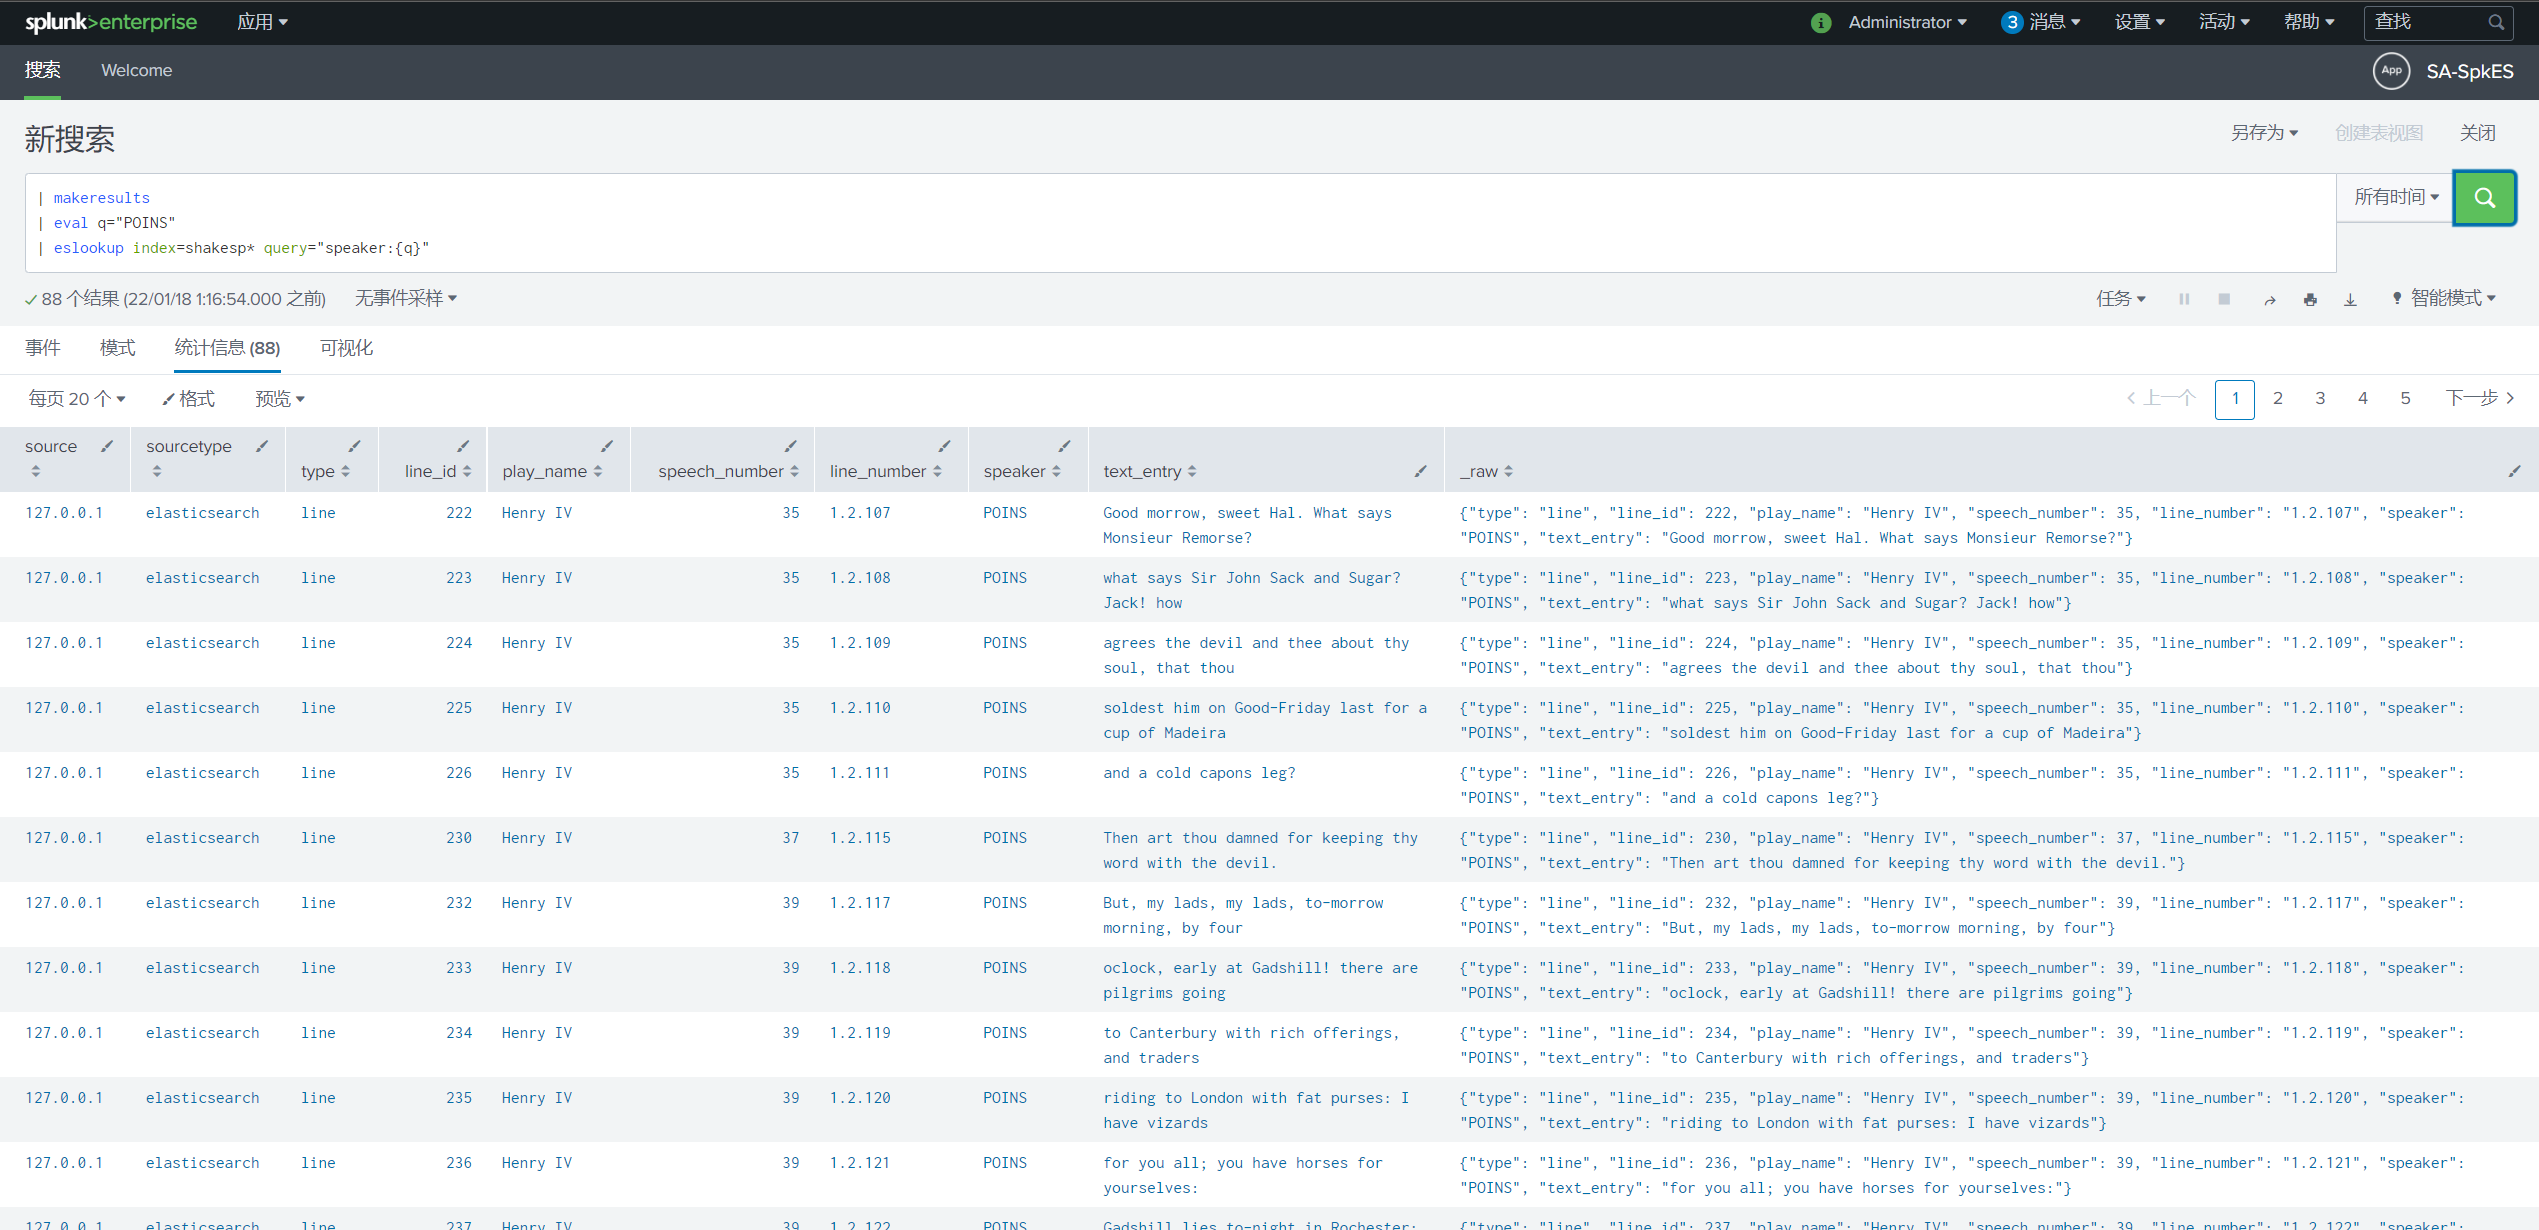 splunk>enterprise 应用 Administrator 3 消息 设置 活动 帮助 查找
搜索 Welcome App SA-SpkES
新搜索 另存为 创建表视图 关闭
| makeresults
| eval q="POINS"
| eslookup index=shakesp* query="speaker:{q}"
所有时间
88 个结果 (22/01/18 1:16:54.000 之前) 无事件采样 任务 智能模式
事件 模式 统计信息 (88) 可视化
每页 20 个 格式 预览 上一个 1 2 3 4 5 下一步
source sourcetype type line_id play_name speech_number line_number speaker text_entry _raw
127.0.0.1 elasticsearch line 222 Henry IV 35 1.2.107 POINS Good morrow, sweet Hal. What says {"type": "line", "line_id": 222, "play_name": "Henry IV", "speech_number": 35, "line_number": "1.2.107", "speaker":
Monsieur Remorse? "POINS", "text_entry": "Good morrow, sweet Hal. What says Monsieur Remorse?"}
127.0.0.1 elasticsearch line 223 Henry IV 35 1.2.108 POINS what says Sir John Sack and Sugar? {"type": "line", "line_id": 223, "play_name": "Henry IV", "speech_number": 35, "line_number": "1.2.108", "speaker":
Jack! how "POINS", "text_entry": "what says Sir John Sack and Sugar? Jack! how"}
127.0.0.1 elasticsearch line 224 Henry IV 35 1.2.109 POINS agrees the devil and thee about thy {"type": "line", "line_id": 224, "play_name": "Henry IV", "speech_number": 35, "line_number": "1.2.109", "speaker":
soul, that thou "POINS", "text_entry": "agrees the devil and thee about thy soul, that thou"}
127.0.0.1 elasticsearch line 225 Henry IV 35 1.2.110 POINS soldest him on Good-Friday last for a {"type": "line", "line_id": 225, "play_name": "Henry IV", "speech_number": 35, "line_number": "1.2.110", "speaker":
cup of Madeira "POINS", "text_entry": "soldest him on Good-Friday last for a cup of Madeira"}
127.0.0.1 elasticsearch line 226 Henry IV 35 1.2.111 POINS and a cold capons leg? {"type": "line", "line_id": 226, "play_name": "Henry IV", "speech_number": 35, "line_number": "1.2.111", "speaker":
"POINS", "text_entry": "and a cold capons leg?"}
127.0.0.1 elasticsearch line 230 Henry IV 37 1.2.115 POINS Then art thou damned for keeping thy {"type": "line", "line_id": 230, "play_name": "Henry IV", "speech_number": 37, "line_number": "1.2.115", "speaker":
word with the devil. "POINS", "text_entry": "Then art thou damned for keeping thy word with the devil."}
127.0.0.1 elasticsearch line 232 Henry IV 39 1.2.117 POINS But, my lads, my lads, to-morrow {"type": "line", "line_id": 232, "play_name": "Henry IV", "speech_number": 39, "line_number": "1.2.117", "speaker":
morning, by four "POINS", "text_entry": "But, my lads, my lads, to-morrow morning, by four"}
127.0.0.1 elasticsearch line 233 Henry IV 39 1.2.118 POINS oclock, early at Gadshill! there are {"type": "line", "line_id": 233, "play_name": "Henry IV", "speech_number": 39, "line_number": "1.2.118", "speaker":
pilgrims going "POINS", "text_entry": "oclock, early at Gadshill! there are pilgrims going"}
127.0.0.1 elasticsearch line 234 Henry IV 39 1.2.119 POINS to Canterbury with rich offerings, {"type": "line", "line_id": 234, "play_name": "Henry IV", "speech_number": 39, "line_number": "1.2.119", "speaker":
and traders "POINS", "text_entry": "to Canterbury with rich offerings, and traders"}
127.0.0.1 elasticsearch line 235 Henry IV 39 1.2.120 POINS riding to London with fat purses: I {"type": "line", "line_id": 235, "play_name": "Henry IV", "speech_number": 39, "line_number": "1.2.120", "speaker":
have vizards "POINS", "text_entry": "riding to London with fat purses: I have vizards"}
127.0.0.1 elasticsearch line 236 Henry IV 39 1.2.121 POINS for you all; you have horses for {"type": "line", "line_id": 236, "play_name": "Henry IV", "speech_number": 39, "line_number": "1.2.121", "speaker":
yourselves: "POINS", "text_entry": "for you all; you have horses for yourselves:"}
127.0.0.1 elasticsearch line 237 Henry IV 39 1.2.122 POINS Gadshill lies to-night in Rochester: {"type": "line", "line_id": 237, "play_name": "Henry IV", "speech_number": 39, "line_number": "1.2.122", "speaker":